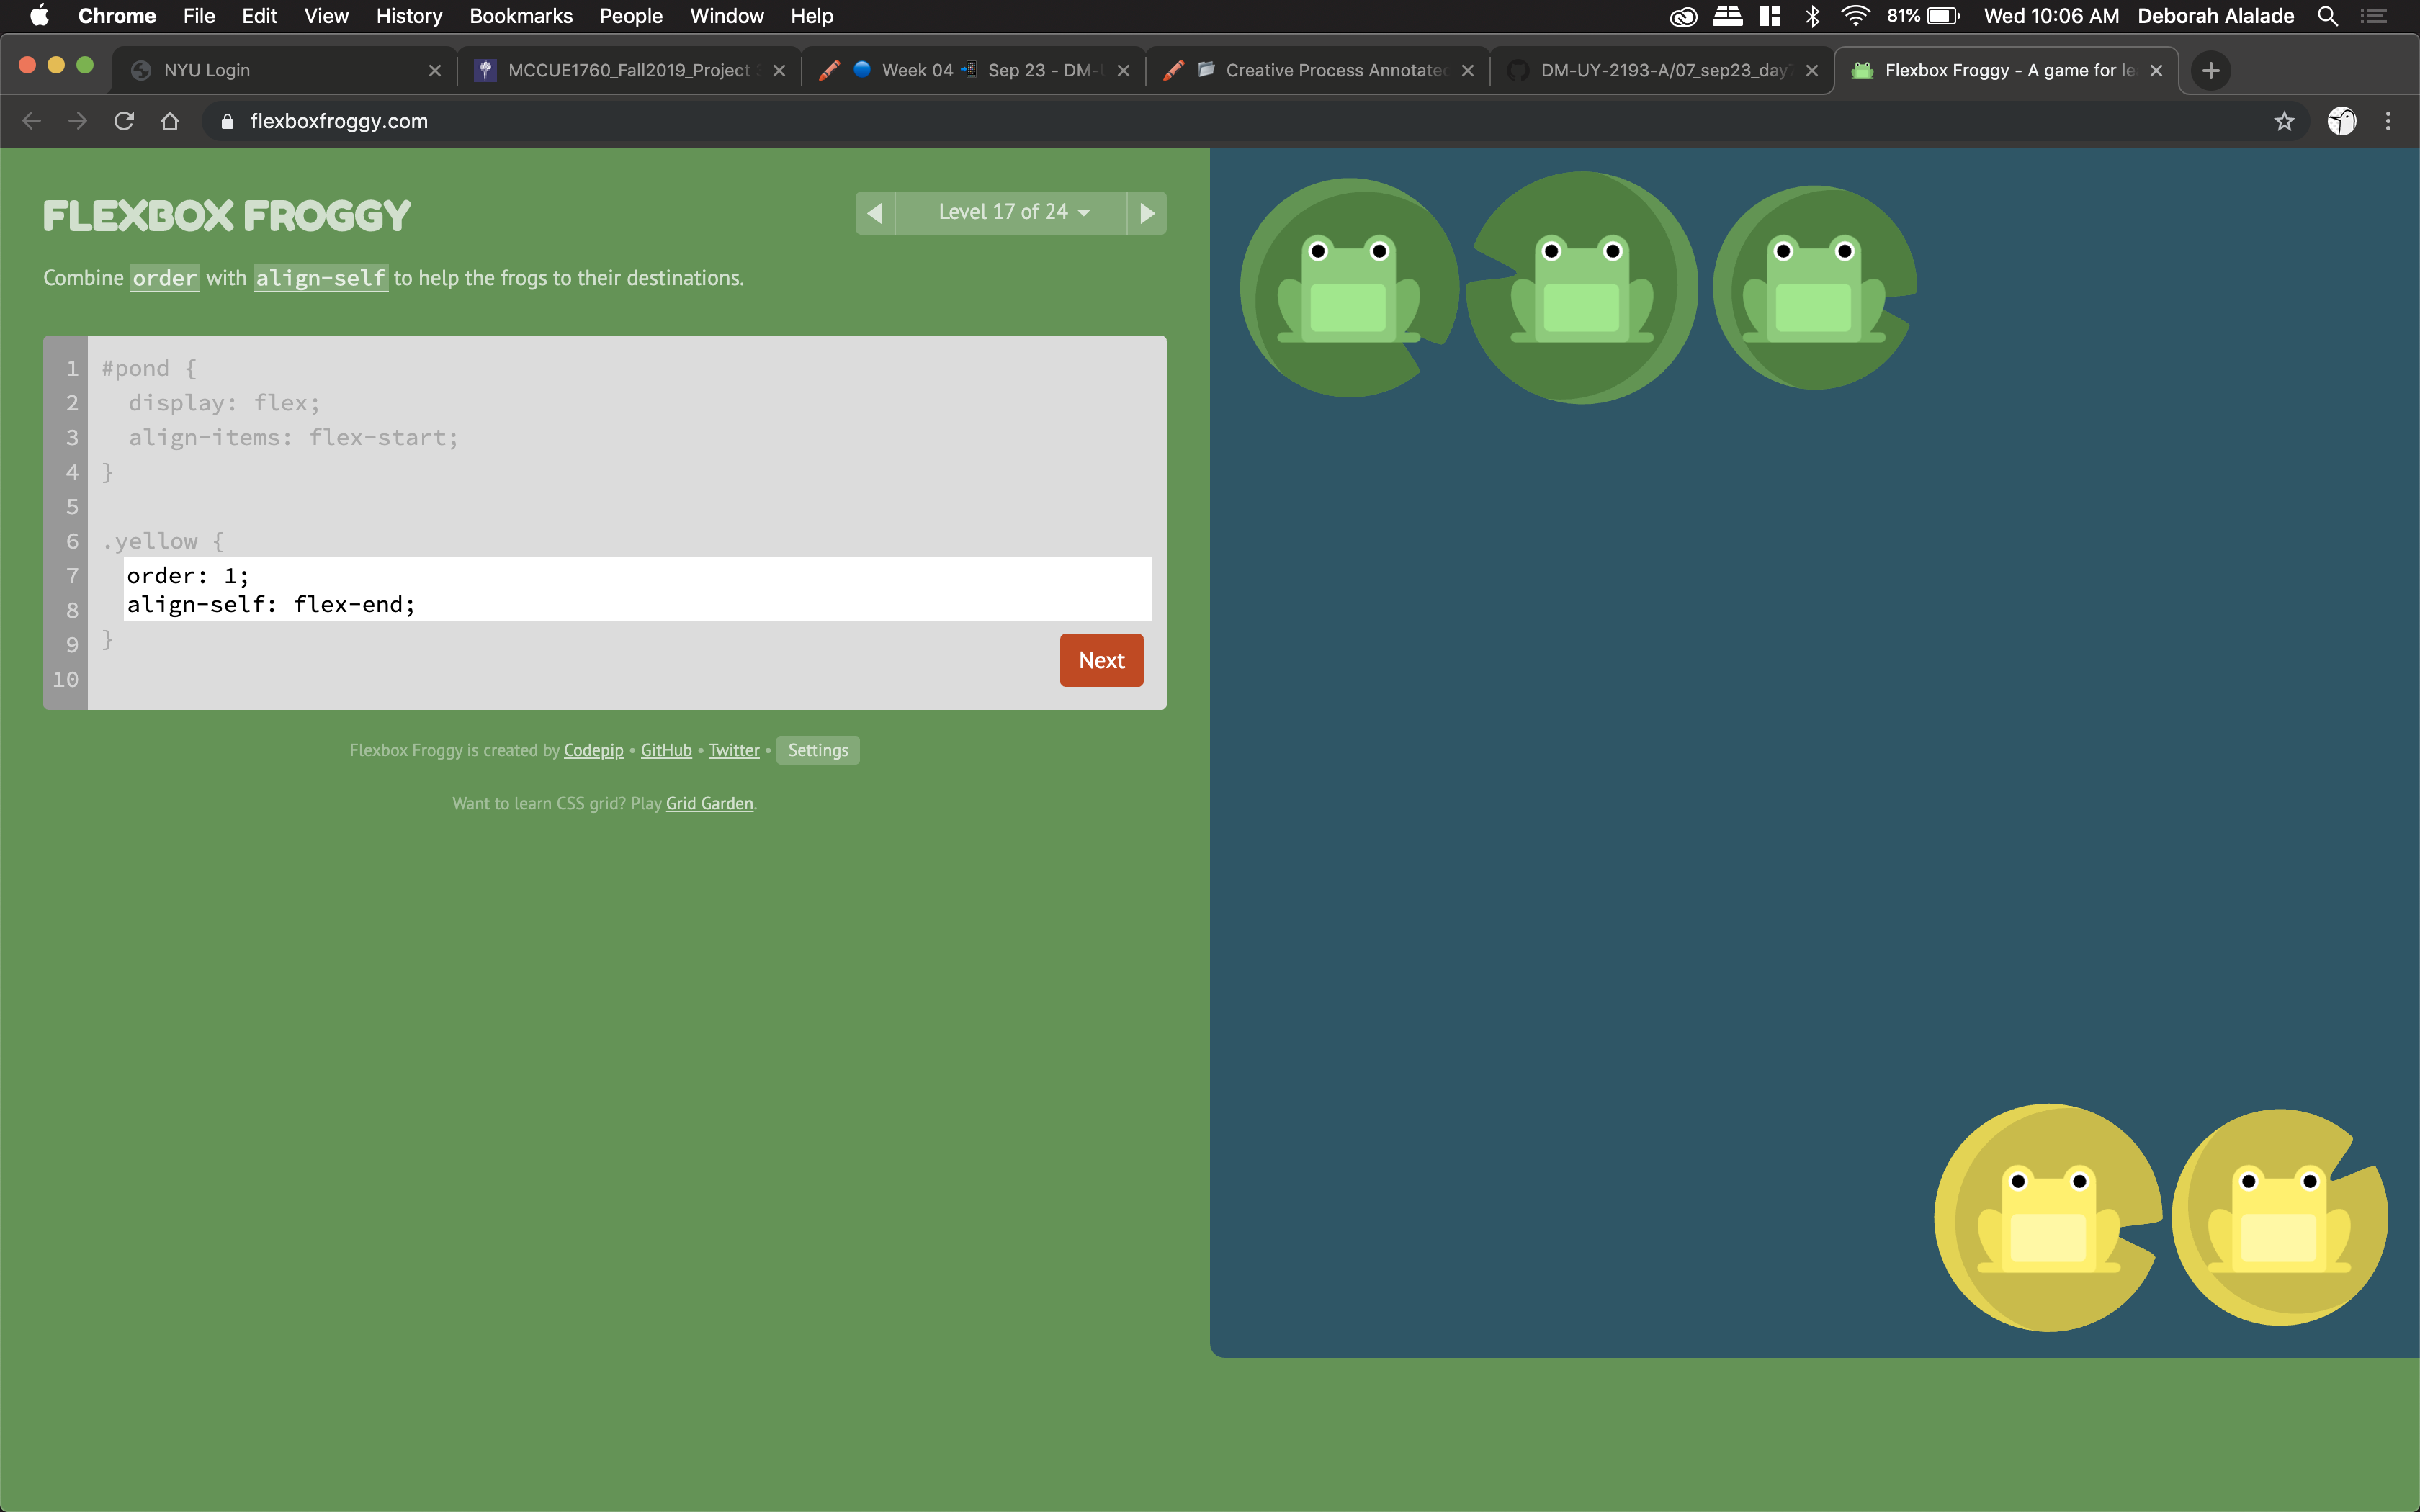 Chrome File Edit View History Bookmarks People Window Help 81% Wed 10:06 AM Deborah Alalade
NYU Login MCCUE1760_Fall2019_Project Week 04 Sep 23 - DM- Creative Process Annotated DM-UY-2193-A/07_sep23_day Flexbox Froggy - A game for le
flexboxfroggy.com
FLEXBOX FROGGY
Level 17 of 24
Combine order with align-self to help the frogs to their destinations.
1 #pond {
2 display: flex;
3 align-items: flex-start;
4 }
5
6 .yellow {
7 order: 1;
8 align-self: flex-end;
9 }
10
Next
Flexbox Froggy is created by Codepip • GitHub • Twitter • Settings
Want to learn CSS grid? Play Grid Garden.